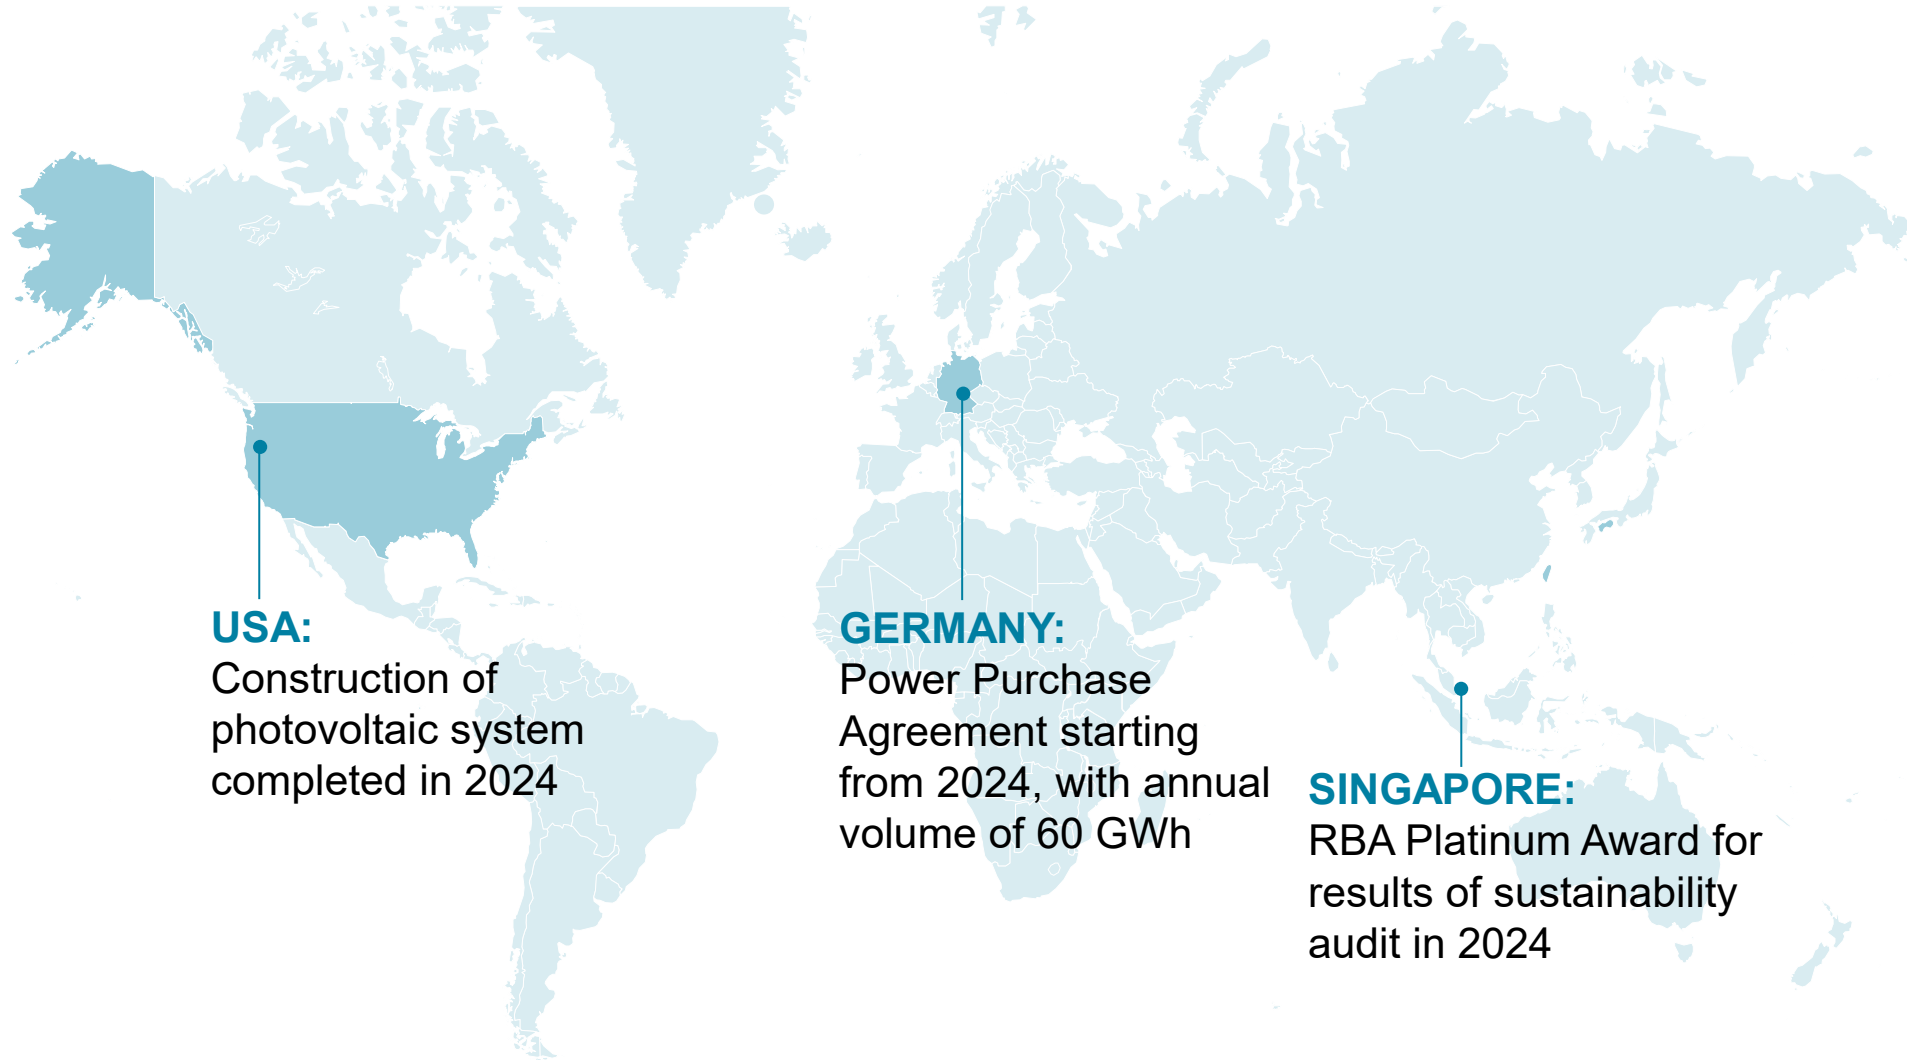 USA:
Construction of
photovoltaic system
completed in 2024
GERMANY:
Power Purchase
Agreement starting
from 2024, with annual
volume of 60 GWh
SINGAPORE:
RBA Platinum Award for
results of sustainability
audit in 2024